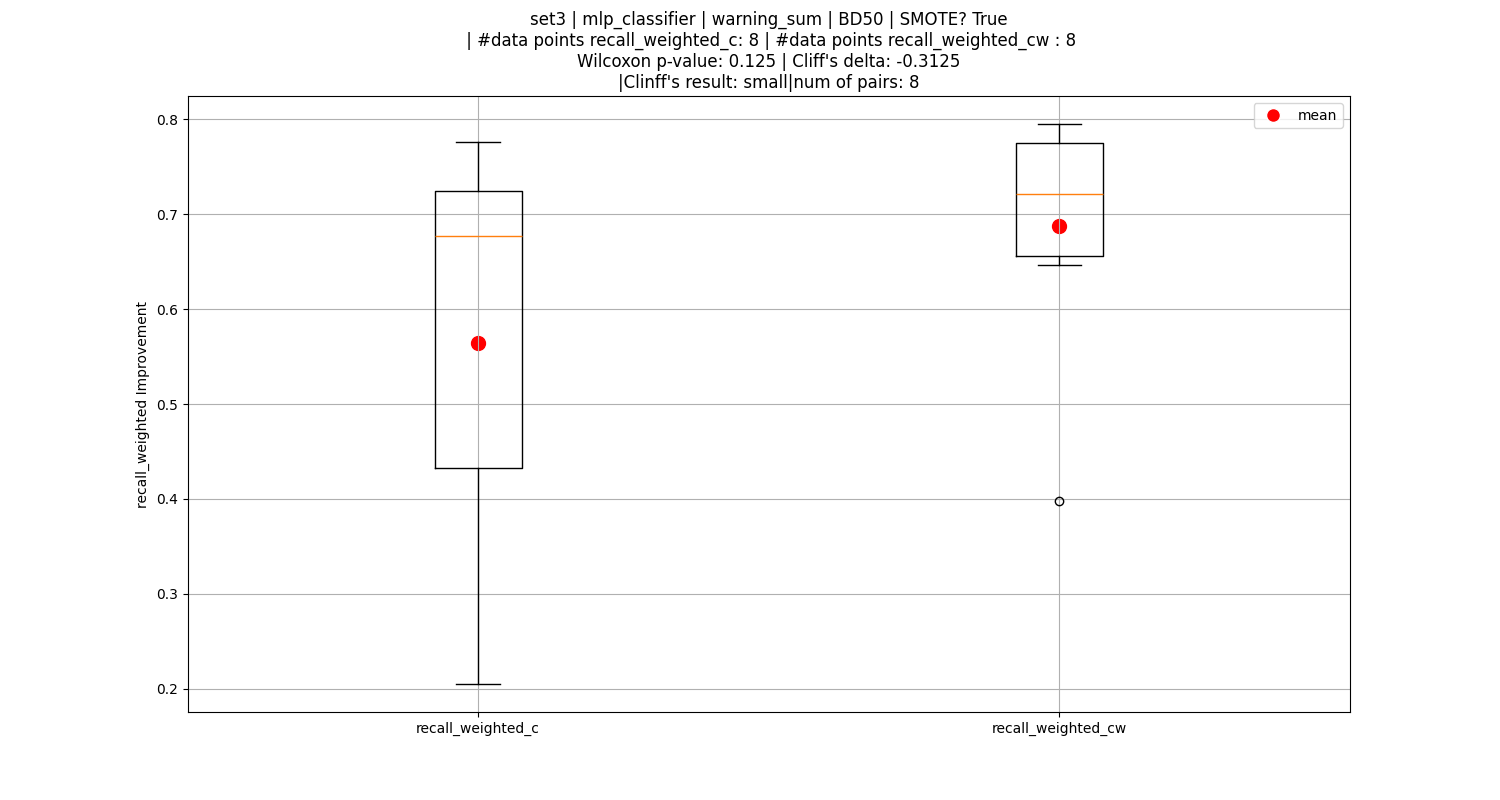 set3 | mlp_classifier | warning_sum | BD50 | SMOTE? True
| #data points recall_weighted_c: 8 | #data points recall_weighted_cw : 8
Wilcoxon p-value: 0.125 | Cliff's delta: -0.3125
|Clinff's result: small|num of pairs: 8
mean
recall_weighted Improvement
0.8
0.7
0.6
0.5
0.4
0.3
0.2
recall_weighted_c
recall_weighted_cw